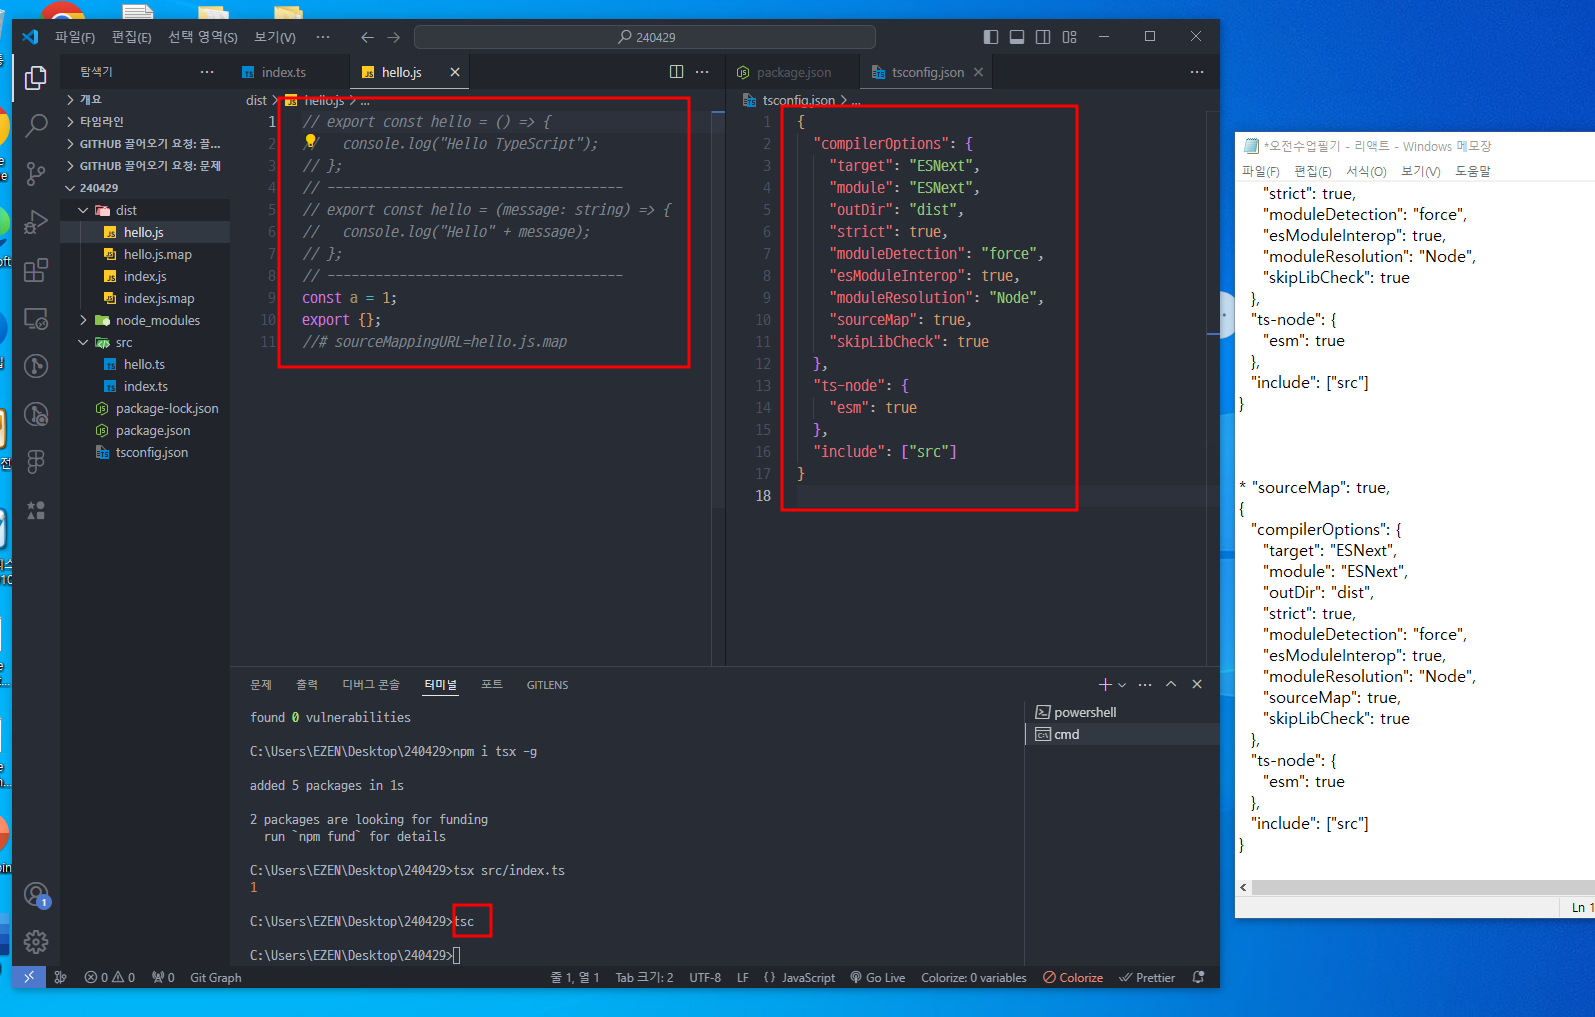 파일(F) 편집(E) 선택 영역(S) 보기(V) ··· 240429
탐색기 ···
개요
타임라인
GITHUB 끌어오기 요청: 끌...
GITHUB 끌어오기 요청: 문제
240429
dist
hello.js
hello.js.map
index.js
index.js.map
node_modules
src
hello.ts
index.ts
package-lock.json
package.json
tsconfig.json
index.ts hello.js
dist > hello.js > ...
1 // export const hello = () => {
2 // console.log("Hello TypeScript");
3 // };
4 // -------------------------------------
5 // export const hello = (message: string) => {
6 // console.log("Hello" + message);
7 // };
8 // -------------------------------------
9 const a = 1;
10 export {};
11 //# sourceMappingURL=hello.js.map
package.json tsconfig.json
tsconfig.json > ...
1 {
2 "compilerOptions": {
3 "target": "ESNext",
4 "module": "ESNext",
5 "outDir": "dist",
6 "strict": true,
7 "moduleDetection": "force",
8 "esModuleInterop": true,
9 "moduleResolution": "Node",
10 "sourceMap": true,
11 "skipLibCheck": true
12 },
13 "ts-node": {
14 "esm": true
15 },
16 "include": ["src"]
17 }
18
문제 출력 디버그 콘솔 터미널 포트 GITLENS
found 0 vulnerabilities
C:\Users\EZEN\Desktop\240429>npm i tsx -g
added 5 packages in 1s
2 packages are looking for funding
run `npm fund` for details
C:\Users\EZEN\Desktop\240429>tsx src/index.ts
1
C:\Users\EZEN\Desktop\240429>tsc
C:\Users\EZEN\Desktop\240429>
powershell
cmd
1
0 0 0 Git Graph 줄 1, 열 1 Tab 크기: 2 UTF-8 LF {} JavaScript Go Live Colorize: 0 variables Colorize Prettier
*오전수업필기 - 리액트 - Windows 메모장
파일(F) 편집(E) 서식(O) 보기(V) 도움말
"strict": true,
"moduleDetection": "force",
"esModuleInterop": true,
"moduleResolution": "Node",
"skipLibCheck": true
},
"ts-node": {
"esm": true
},
"include": ["src"]
}
* "sourceMap": true,
{
"compilerOptions": {
"target": "ESNext",
"module": "ESNext",
"outDir": "dist",
"strict": true,
"moduleDetection": "force",
"esModuleInterop": true,
"moduleResolution": "Node",
"sourceMap": true,
"skipLibCheck": true
},
"ts-node": {
"esm": true
},
"include": ["src"]
}
Ln 1